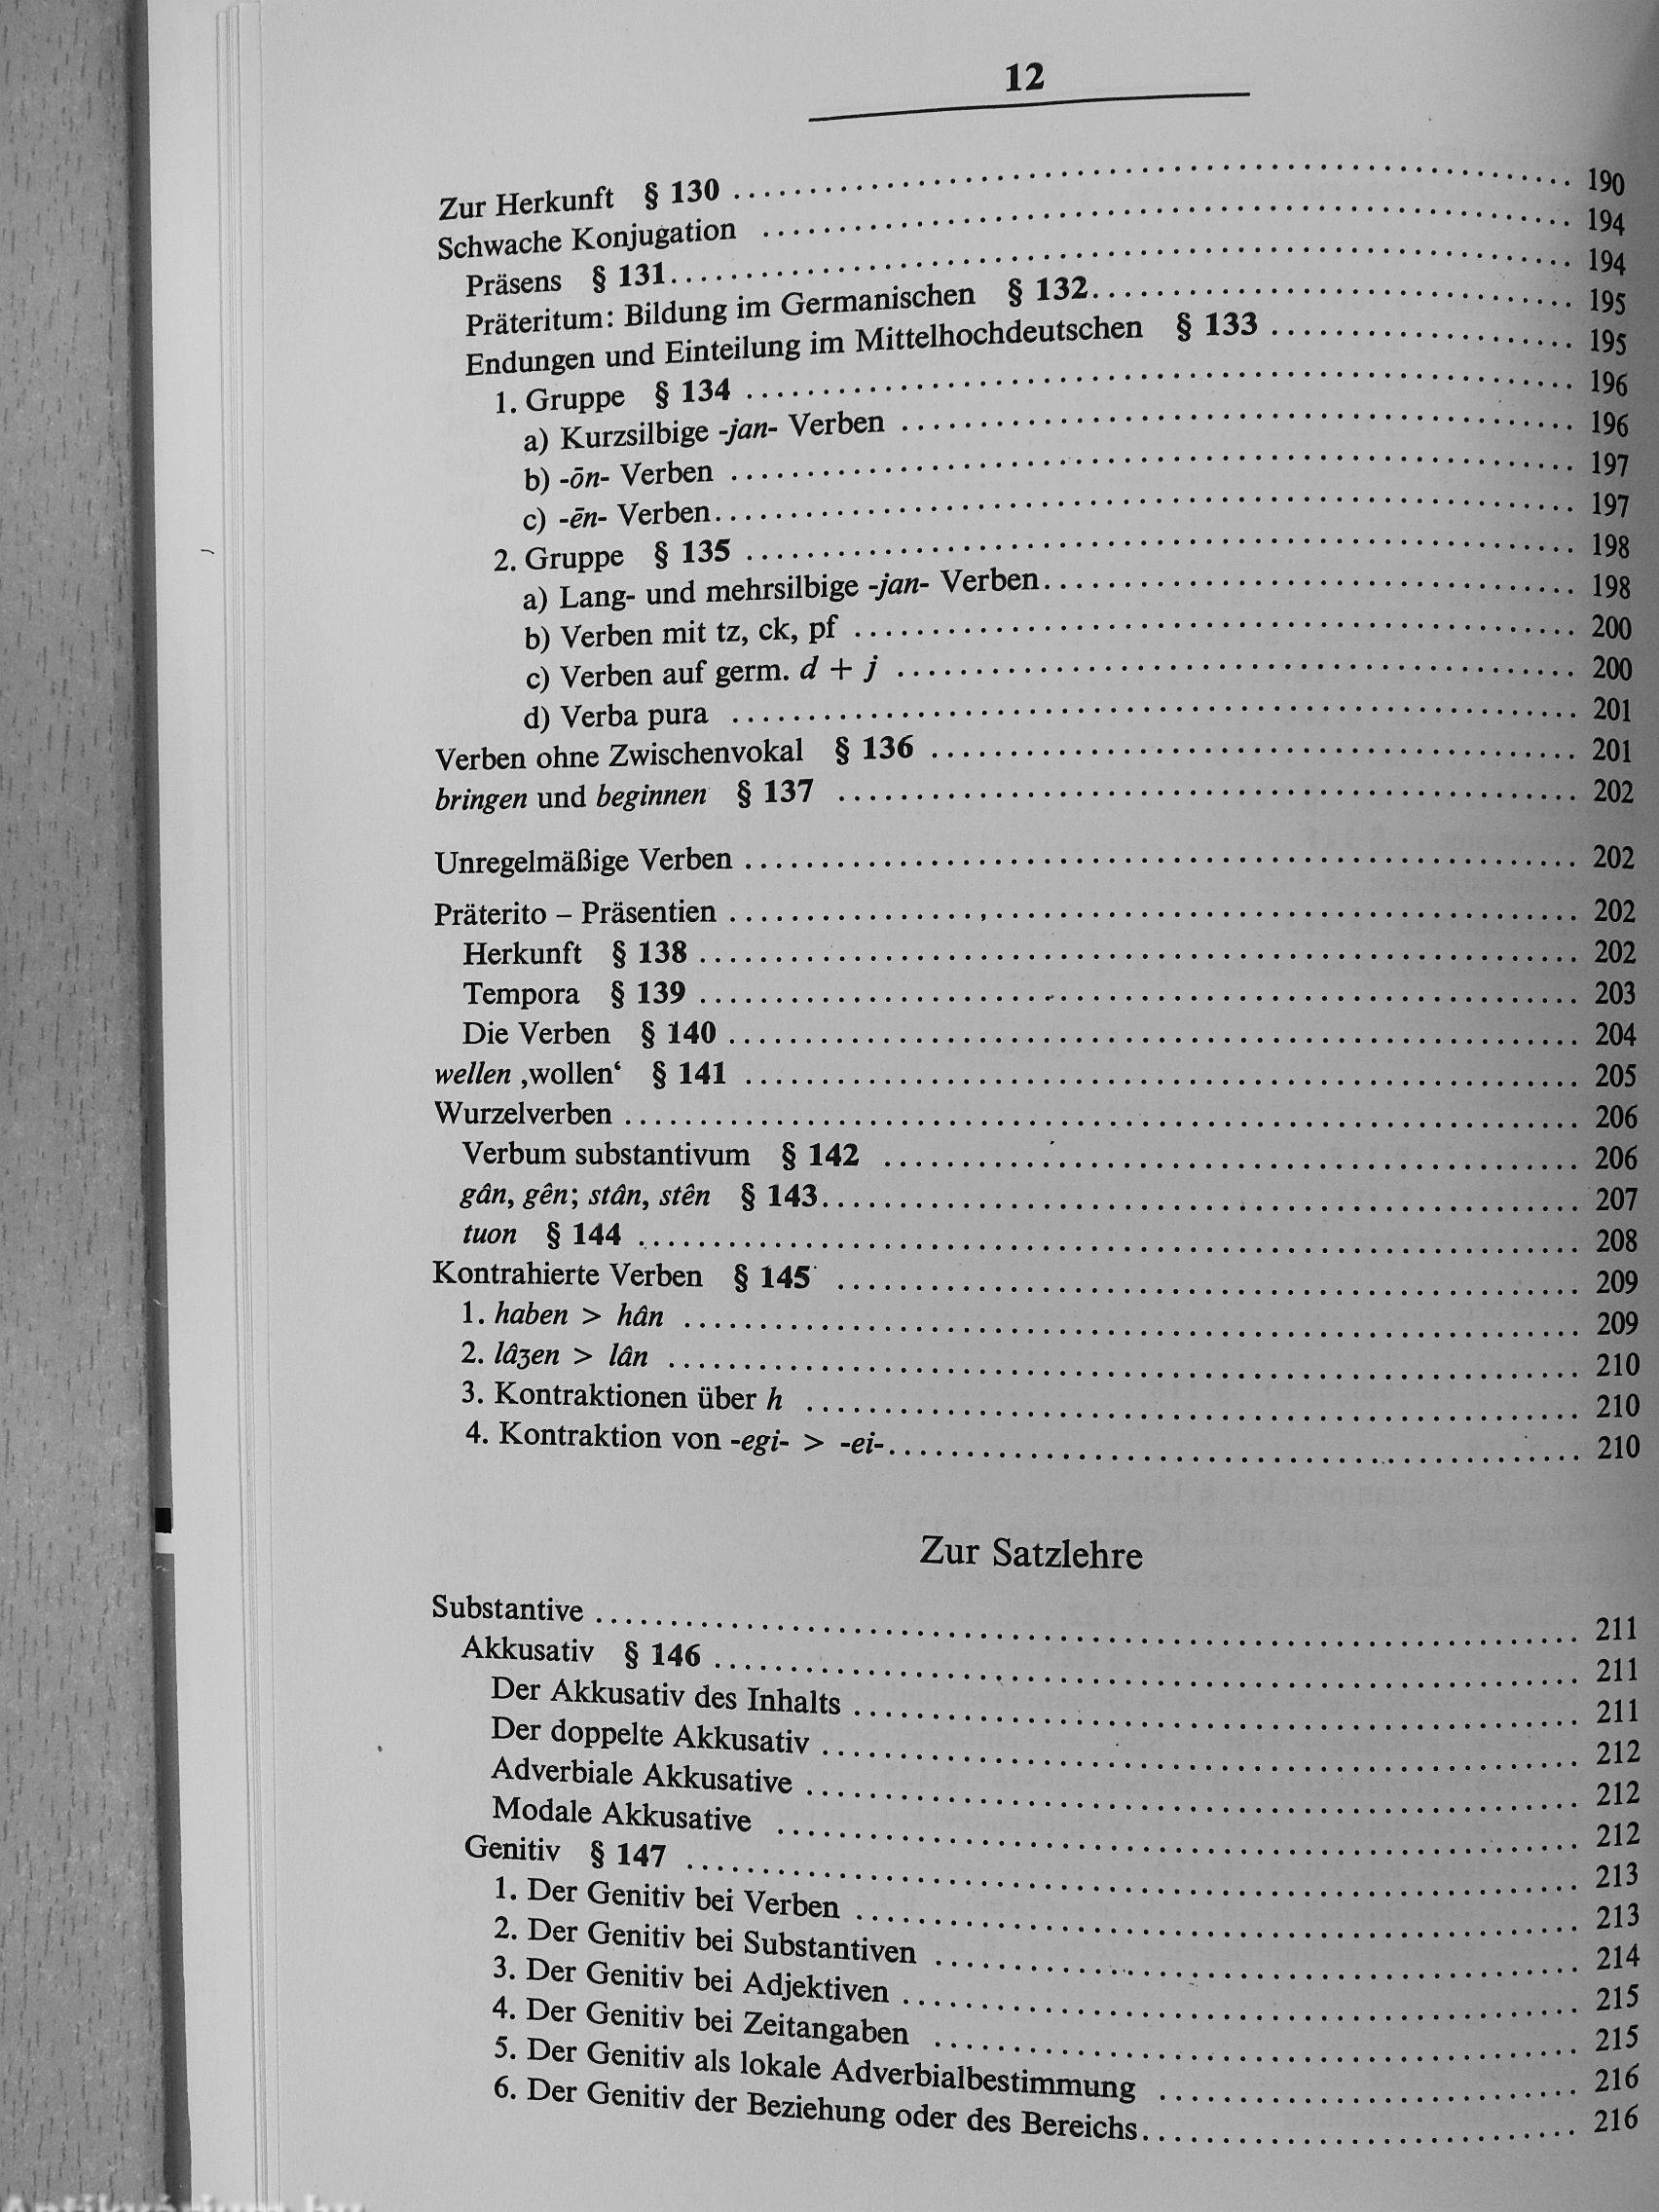 12
Zur Herkunft § 130 ........ 190
Schwache Konjugation ........ 194
Präsens § 131 ........ 194
Präteritum: Bildung im Germanischen § 132 ........ 195
Endungen und Einteilung im Mittelhochdeutschen § 133 ........ 195
1. Gruppe § 134 ........ 196
a) Kurzsilbige -jan- Verben ........ 196
b) -ōn- Verben ........ 197
c) -ēn- Verben ........ 197
2. Gruppe § 135 ........ 198
a) Lang- und mehrsilbige -jan- Verben ........ 198
b) Verben mit tz, ck, pf ........ 200
c) Verben auf germ. d + j ........ 200
d) Verba pura ........ 201
Verben ohne Zwischenvokal § 136 ........ 201
bringen und beginnen § 137 ........ 202
Unregelmäßige Verben ........ 202
Präterito – Präsentien ........ 202
Herkunft § 138 ........ 202
Tempora § 139 ........ 203
Die Verben § 140 ........ 204
wellen ‚wollen‘ § 141 ........ 205
Wurzelverben ........ 206
Verbum substantivum § 142 ........ 206
gân, gên; stân, stên § 143 ........ 207
tuon § 144 ........ 208
Kontrahierte Verben § 145 ........ 209
1. haben > hân ........ 209
2. lâʒen > lân ........ 210
3. Kontraktionen über h ........ 210
4. Kontraktion von -egi- > -ei- ........ 210
Zur Satzlehre
Substantive ........ 211
Akkusativ § 146 ........ 211
Der Akkusativ des Inhalts ........ 211
Der doppelte Akkusativ ........ 212
Adverbiale Akkusative ........ 212
Modale Akkusative ........ 212
Genitiv § 147 ........ 213
1. Der Genitiv bei Verben ........ 213
2. Der Genitiv bei Substantiven ........ 214
3. Der Genitiv bei Adjektiven ........ 215
4. Der Genitiv bei Zeitangaben ........ 215
5. Der Genitiv als lokale Adverbialbestimmung ........ 216
6. Der Genitiv der Beziehung oder des Bereichs ........ 216